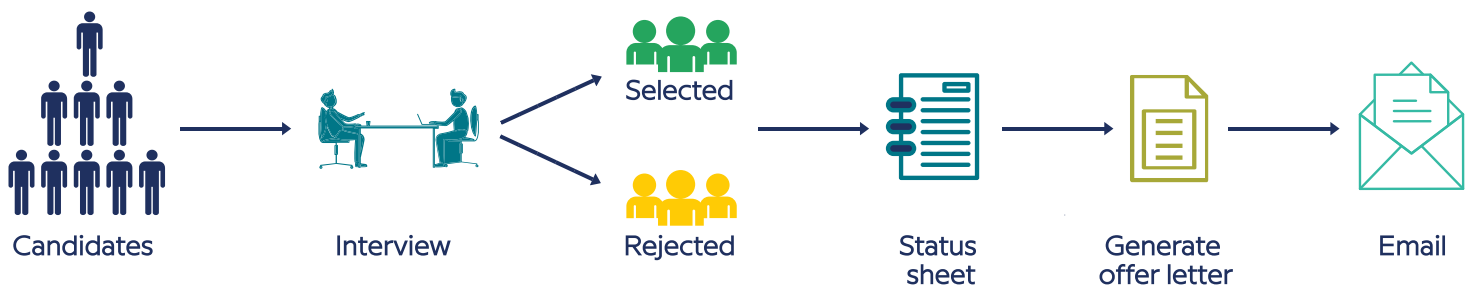 Selected
Candidates
Interview
Rejected
Status
sheet
Generate
offer letter
Email